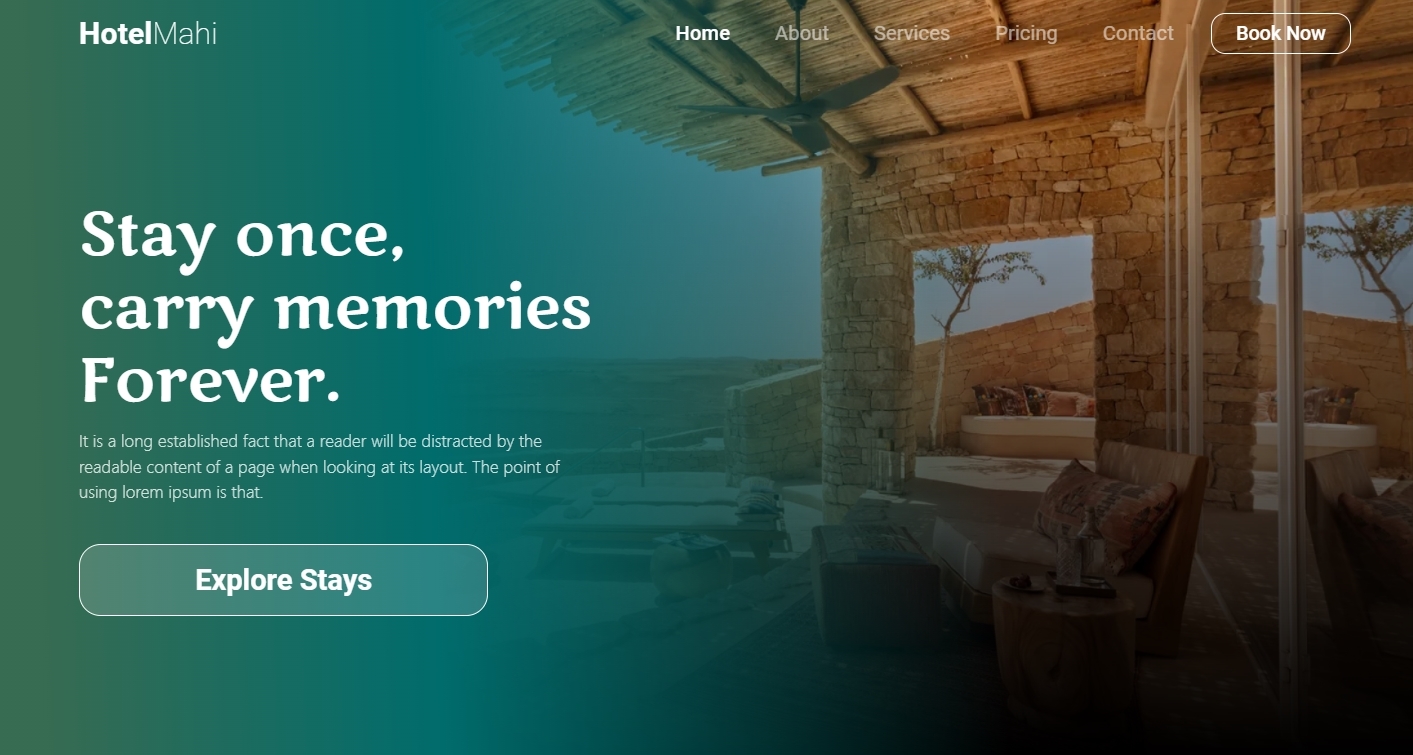 HotelMahi
Home About Services Pricing Contact Book Now
Stay once,
carry memories
Forever.
It is a long established fact that a reader will be distracted by the
readable content of a page when looking at its layout. The point of
using lorem ipsum is that.
Explore Stays